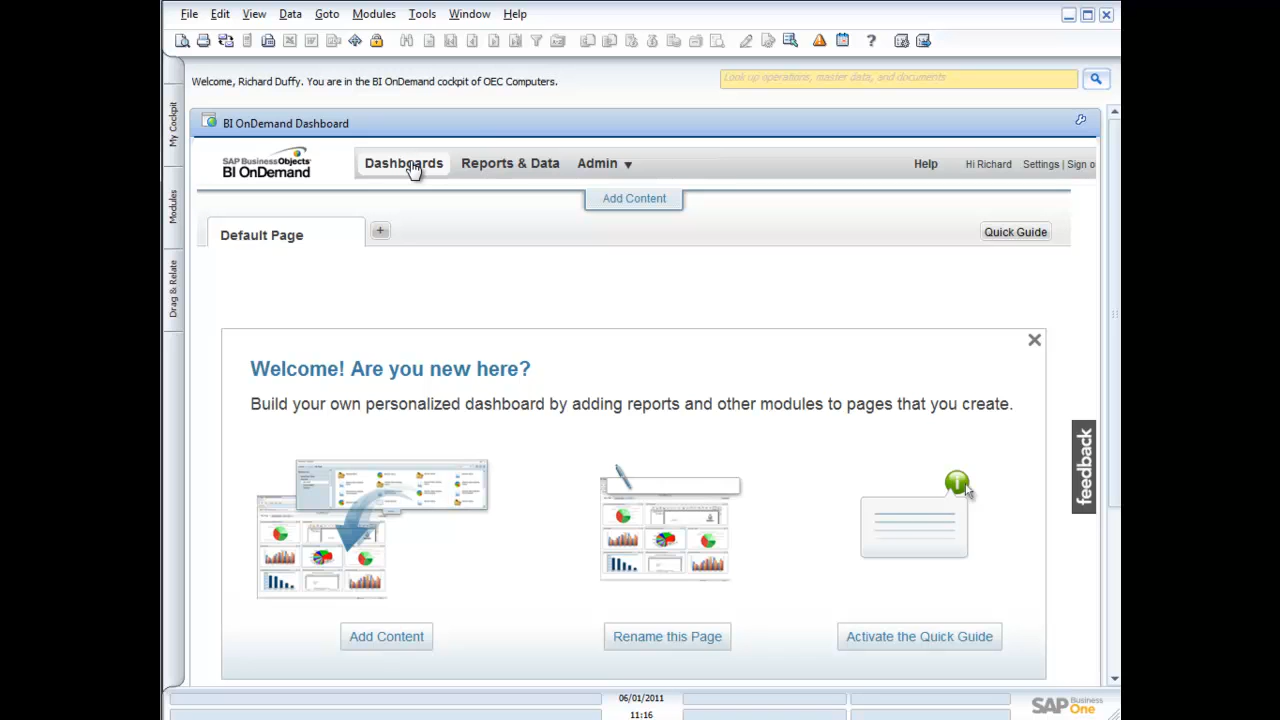 File Edit View Data Goto Modules Tools Window Help
Welcome, Richard Duffy. You are in the BI OnDemand cockpit of OEC Computers.
Look up operations, master data, and documents
My Cockpit
Modules
Drag & Relate
BI OnDemand Dashboard
SAP BusinessObjects
BI OnDemand
Dashboards Reports & Data Admin Help Hi Richard Settings | Sign o
Add Content
Default Page + Quick Guide
Welcome! Are you new here?
Build your own personalized dashboard by adding reports and other modules to pages that you create.
feedback
Add Content Rename this Page Activate the Quick Guide
06/01/2011
11:16
SAP Business One